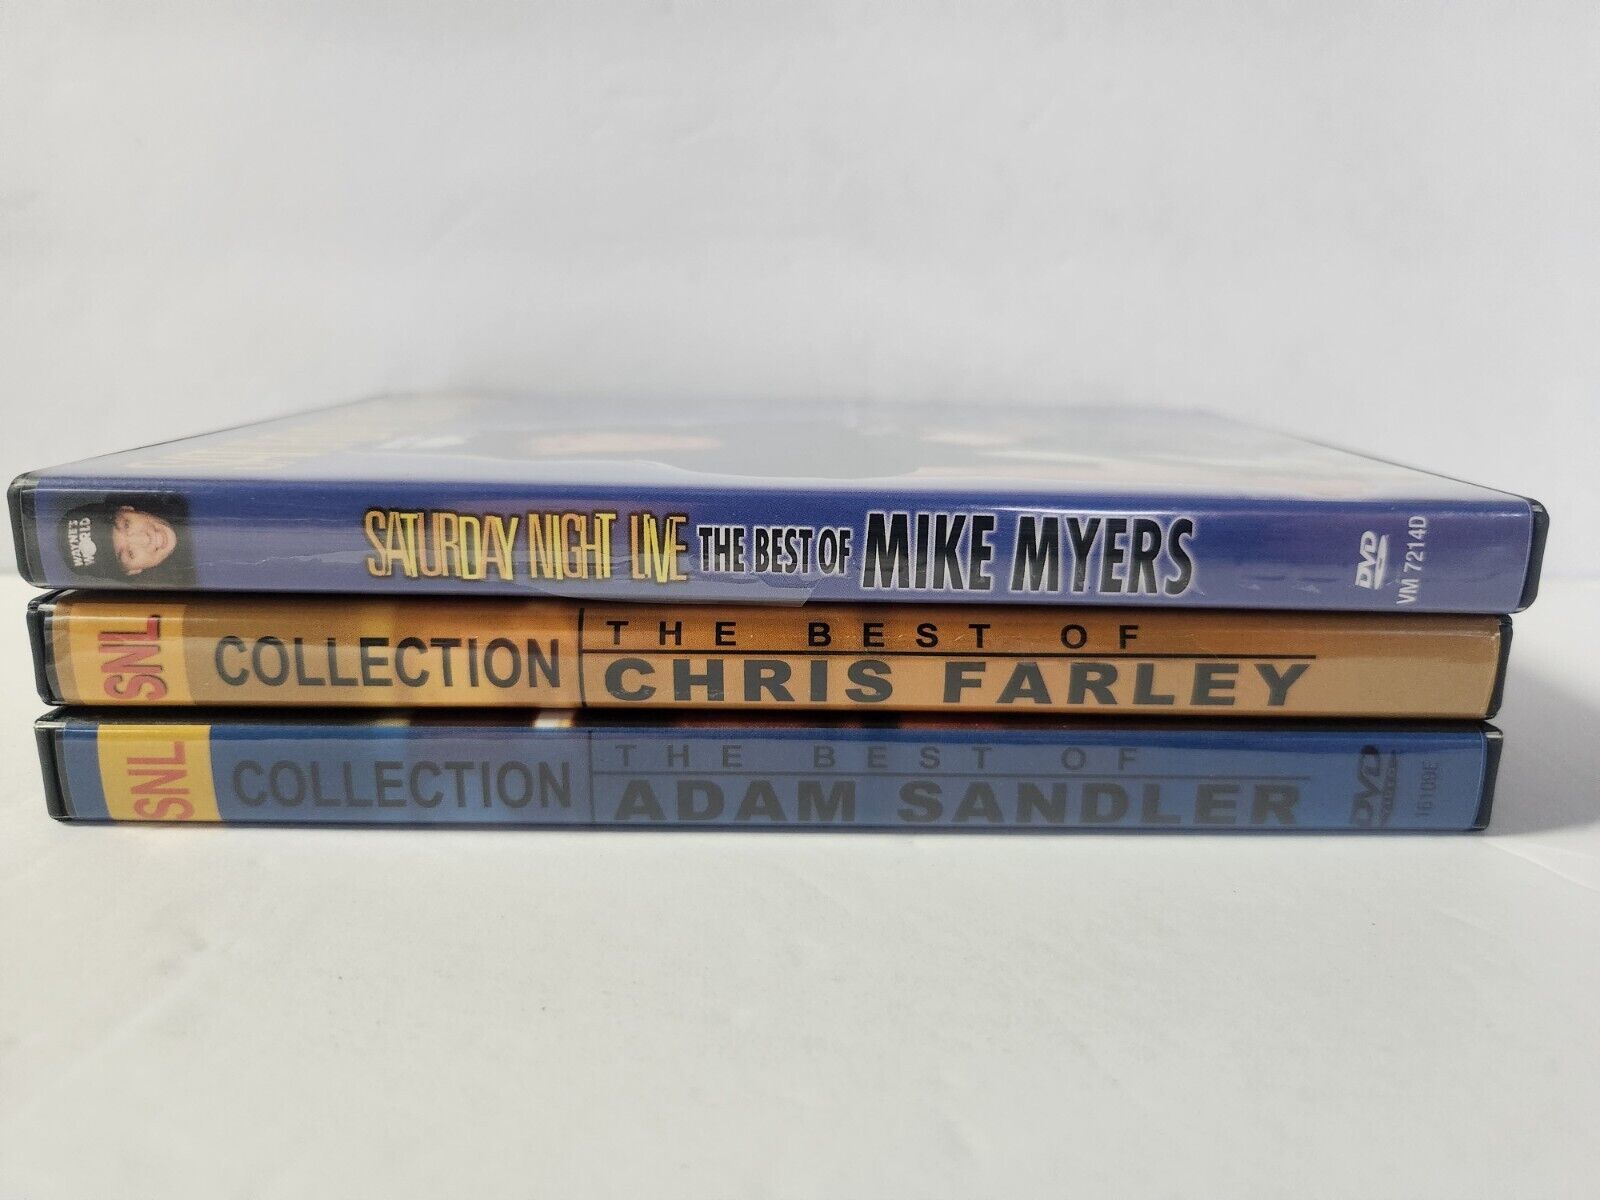 WAYNE'S WORLD
SATURDAY NIGHT LIVE THE BEST OF MIKE MYERS
DVD
VM 7214D
SNL
COLLECTION
THE BEST OF
CHRIS FARLEY
SNL
COLLECTION
THE BEST OF
ADAM SANDLER
DVD